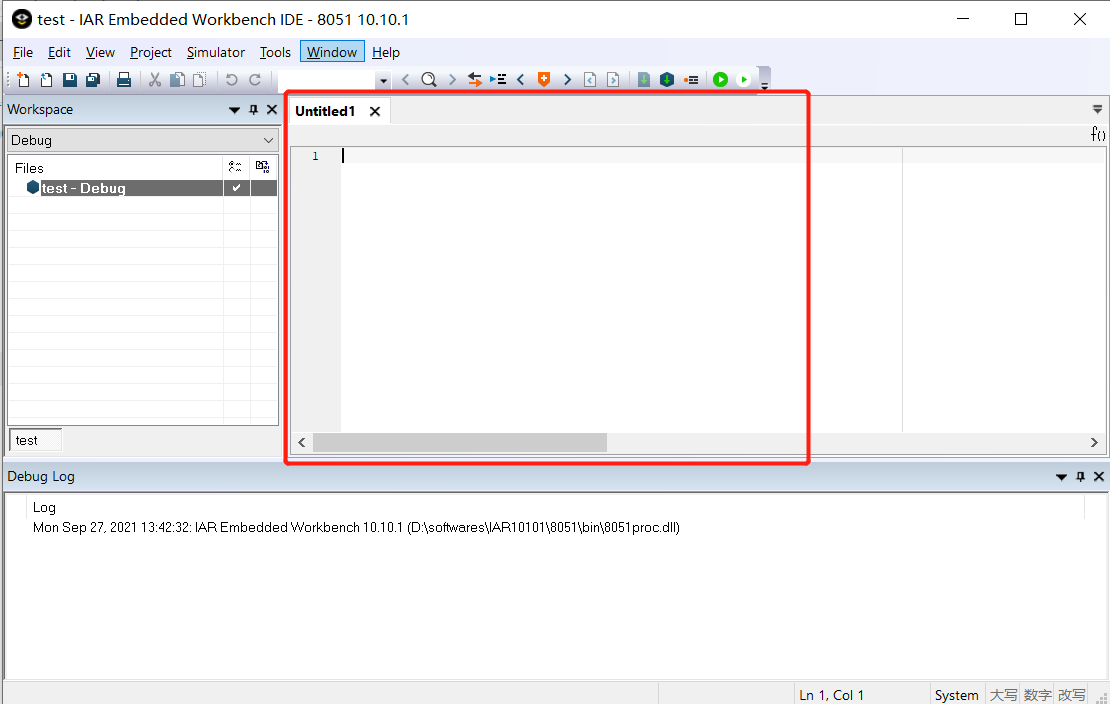 test - IAR Embedded Workbench IDE - 8051 10.10.1
File Edit View Project Simulator Tools Window Help
Workspace
Untitled1
Debug
f()
1
Files
test - Debug
test
Debug Log
Log
Mon Sep 27, 2021 13:42:32: IAR Embedded Workbench 10.10.1 (D:\softwares\IAR10101\8051\bin\8051proc.dll)
Ln 1, Col 1 System 大写 数字 改写